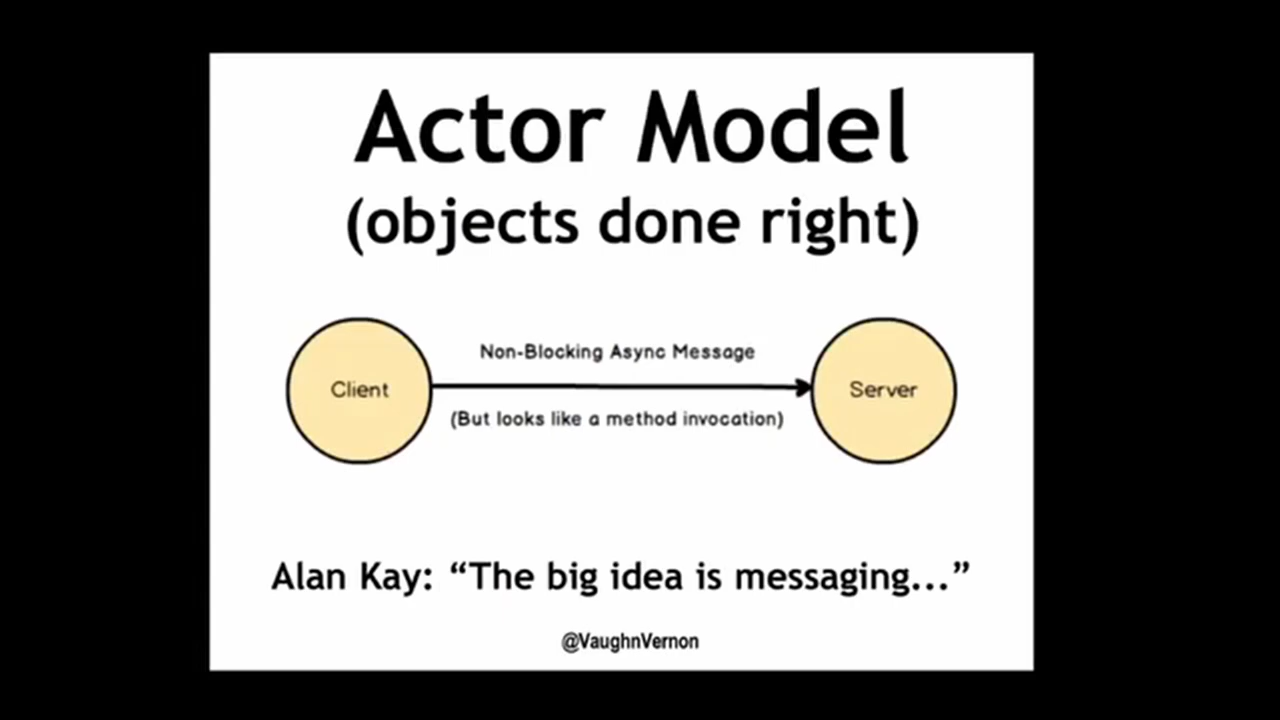 Actor Model
(objects done right)
Non-Blocking Async Message
Client
Server
(But looks like a method invocation)
Alan Kay: “The big idea is messaging...”
@VaughnVernon